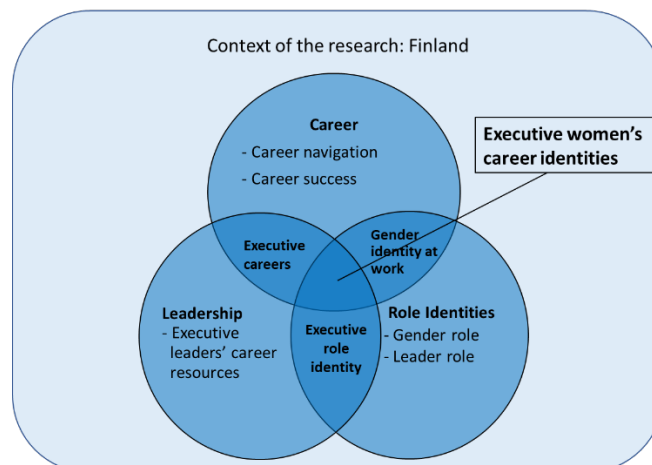 Context of the research: Finland
Career
- Career navigation
- Career success
Executive women's
career identities
Executive
careers
Gender
identity at
work
Leadership
- Executive
leaders' career
resources
Executive
role
identity
Role Identities
- Gender role
- Leader role